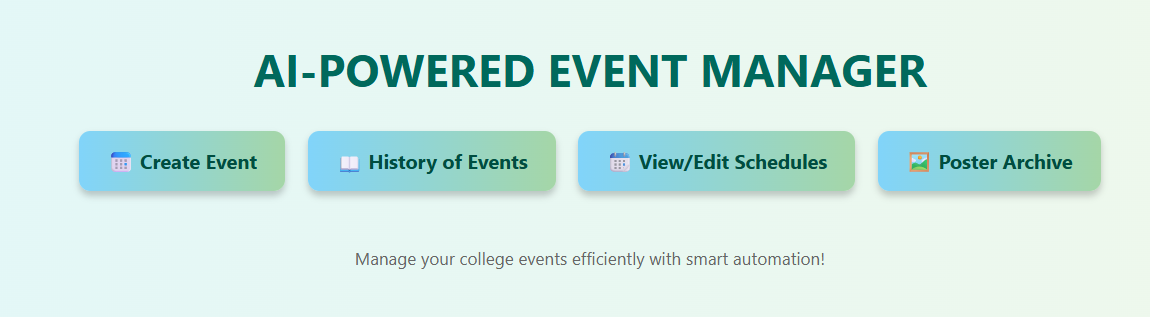 AI-POWERED EVENT MANAGER
Create Event
History of Events
View/Edit Schedules
Poster Archive
Manage your college events efficiently with smart automation!